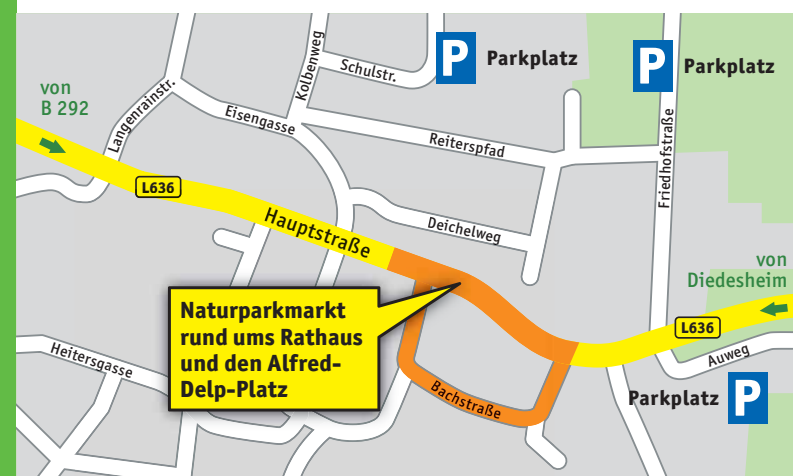 P Parkplatz
P Parkplatz
Kolbenweg
Schulstr.
von
B 292
Langenrainstr.
Eisengasse
Reiterspfad
Friedhofstraße
L636
Hauptstraße
Deichelweg
von
Diedesheim
Naturparkmarkt
rund ums Rathaus
und den Alfred-
Delp-Platz
L636
Heitersgasse
Auweg
Bachstraße
Parkplatz P